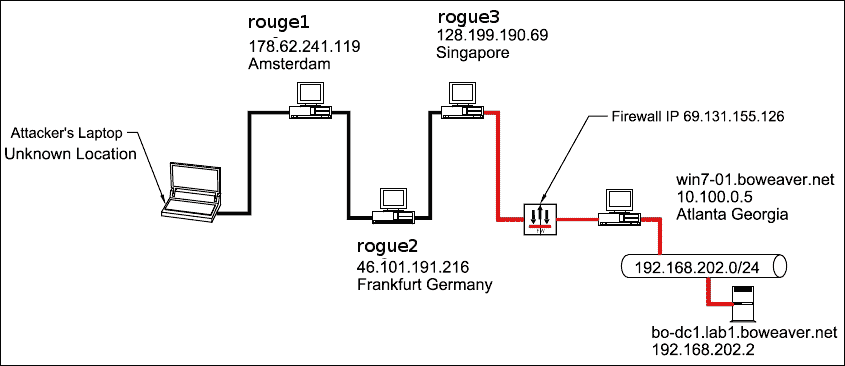 rouge1
178.62.241.119
Amsterdam
rogue3
128.199.190.69
Singapore
Attacker's Laptop
Unknown Location
Firewall IP 69.131.155.126
FW
win7-01.boweaver.net
10.100.0.5
Atlanta Georgia
rogue2
46.101.191.216
Frankfurt Germany
192.168.202.0/24
bo-dc1.lab1.boweaver.net
192.168.202.2